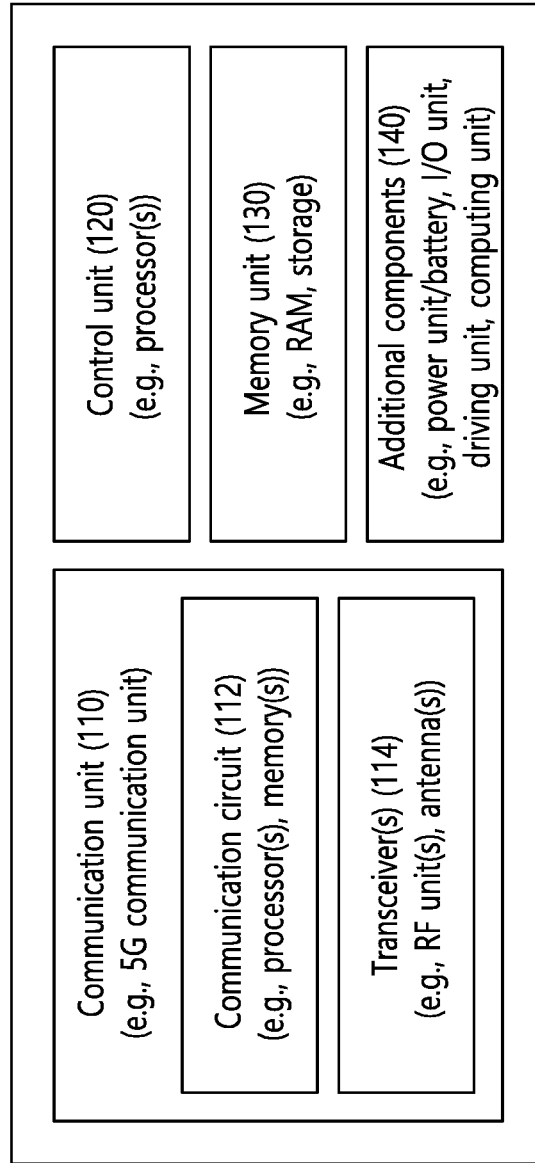 Communication unit (110)
(e.g., 5G communication unit)
Communication circuit (112)
(e.g., processor(s), memory(s))
Transceiver(s) (114)
(e.g., RF unit(s), antenna(s))
Control unit (120)
(e.g., processor(s))
Memory unit (130)
(e.g., RAM, storage)
Additional components (140)
(e.g., power unit/battery, I/O unit,
driving unit, computing unit)